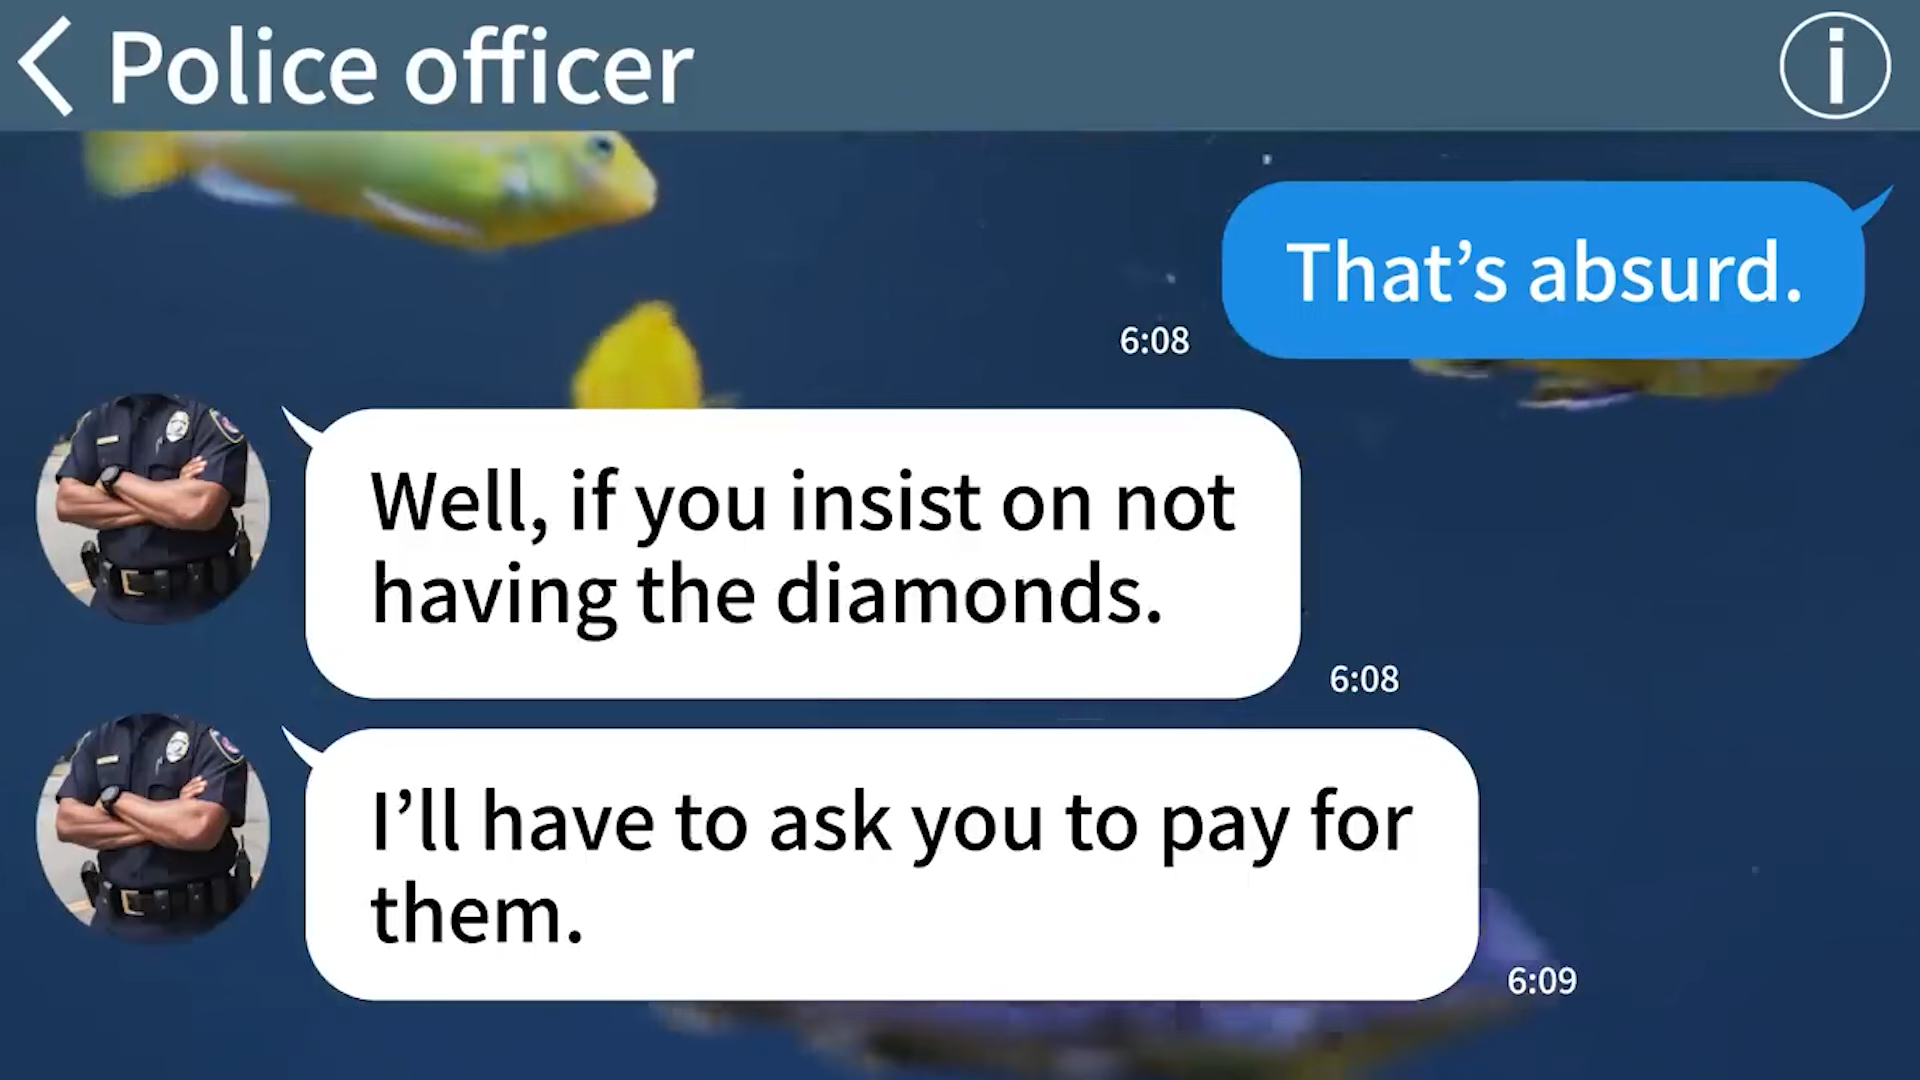 Police officer
That’s absurd.
6:08
Well, if you insist on not
having the diamonds.
6:08
I’ll have to ask you to pay for
them.
6:09